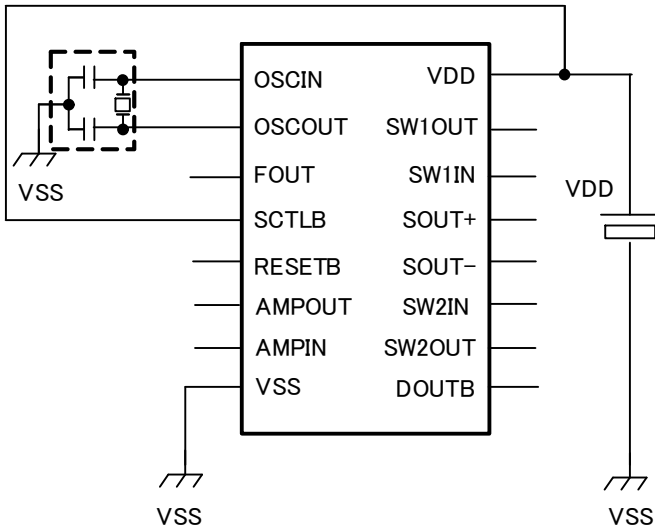 OSCIN
OSCOUT
FOUT
SCTLB
RESETB
AMPOUT
AMPIN
VSS
VDD
SW1OUT
SW1IN
SOUT+
SOUT−
SW2IN
SW2OUT
DOUTB
VSS
VDD
VSS
VSS